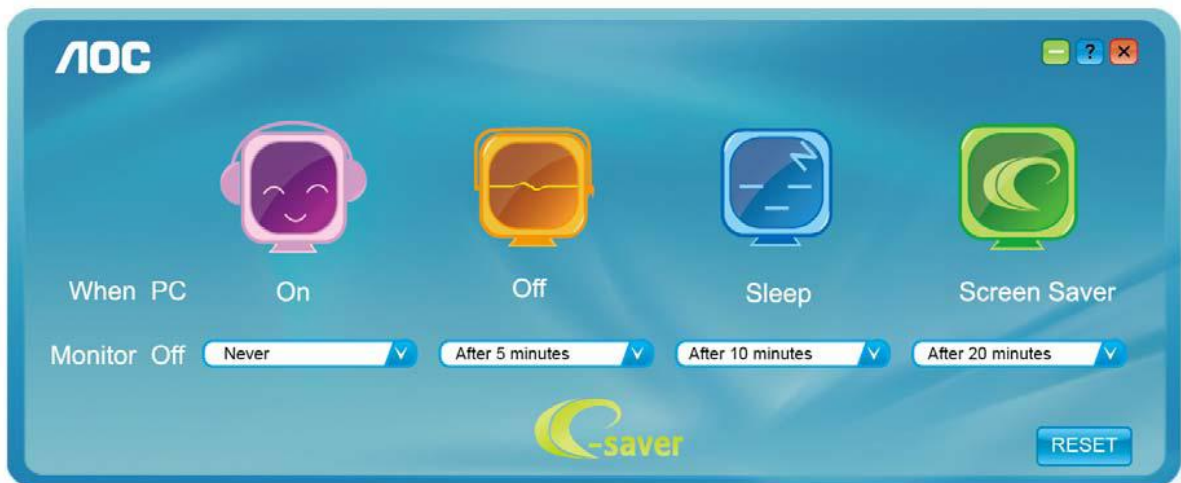 AOC
?
When PC On Off Sleep Screen Saver
Monitor Off Never After 5 minutes After 10 minutes After 20 minutes
e-saver
RESET